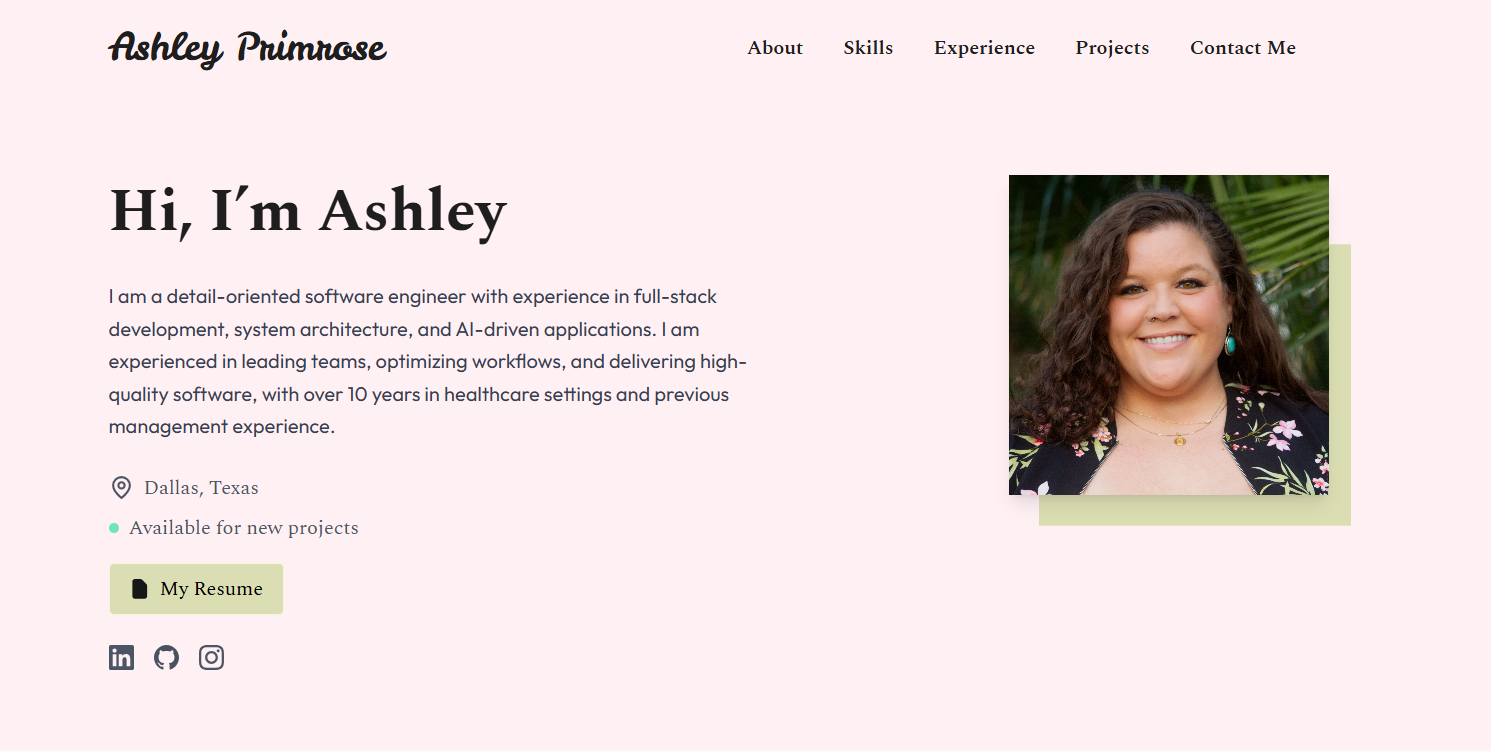 Ashley Primrose
About Skills Experience Projects Contact Me
Hi, I’m Ashley
I am a detail-oriented software engineer with experience in full-stack
development, system architecture, and AI-driven applications. I am
experienced in leading teams, optimizing workflows, and delivering high-
quality software, with over 10 years in healthcare settings and previous
management experience.
Dallas, Texas
Available for new projects
My Resume
in